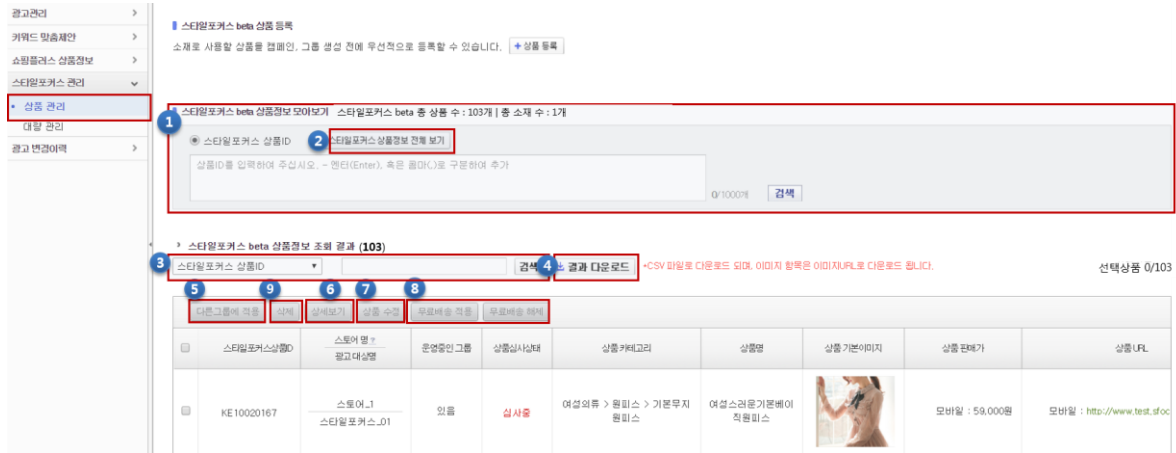 광고관리
키워드 맞춤제안
쇼핑플러스 상품정보
스타일포커스 관리
상품 관리
대량 관리
광고 변경이력
스타일포커스 beta 상품 등록
소재로 사용할 상품을 캠페인, 그룹 생성 전에 우선적으로 등록할 수 있습니다. + 상품 등록
스타일포커스 beta 상품정보 모아보기 스타일포커스 beta 총 상품 수 : 103개 | 총 소재 수 : 1개
1
스타일포커스 상품ID 2 스타일포커스 상품정보 전체 보기
상품ID를 입력하여 주십시오. - 엔터(Enter), 혹은 콤마(,)로 구분하여 추가
0/1000개 검색
스타일포커스 beta 상품정보 조회 결과 (103)
3 스타일포커스 상품ID 검색 4 결과 다운로드 *CSV 파일로 다운로드 되며, 이미지 항목은 이미지URL로 다운로드 됩니다. 선택상품 0/103
5 9 6 7 8
다른그룹에 적용 삭제 상세보기 상품 수정 무료배송 적용 무료배송 해제
스타일포커스상품ID 스토어 명 ? 운영중인 그룹 상품심사상태 상품 카테고리 상품명 상품 기본이미지 상품 판매가 상품 URL
광고 대상명
KE10020167 스토어_1 있음 심사중 여성의류 > 원피스 > 기본무지 여성스러운기본베이 모바일 : 59,000원 모바일 : http://www.test.sfoc
스타일포커스_01 원피스 직원피스